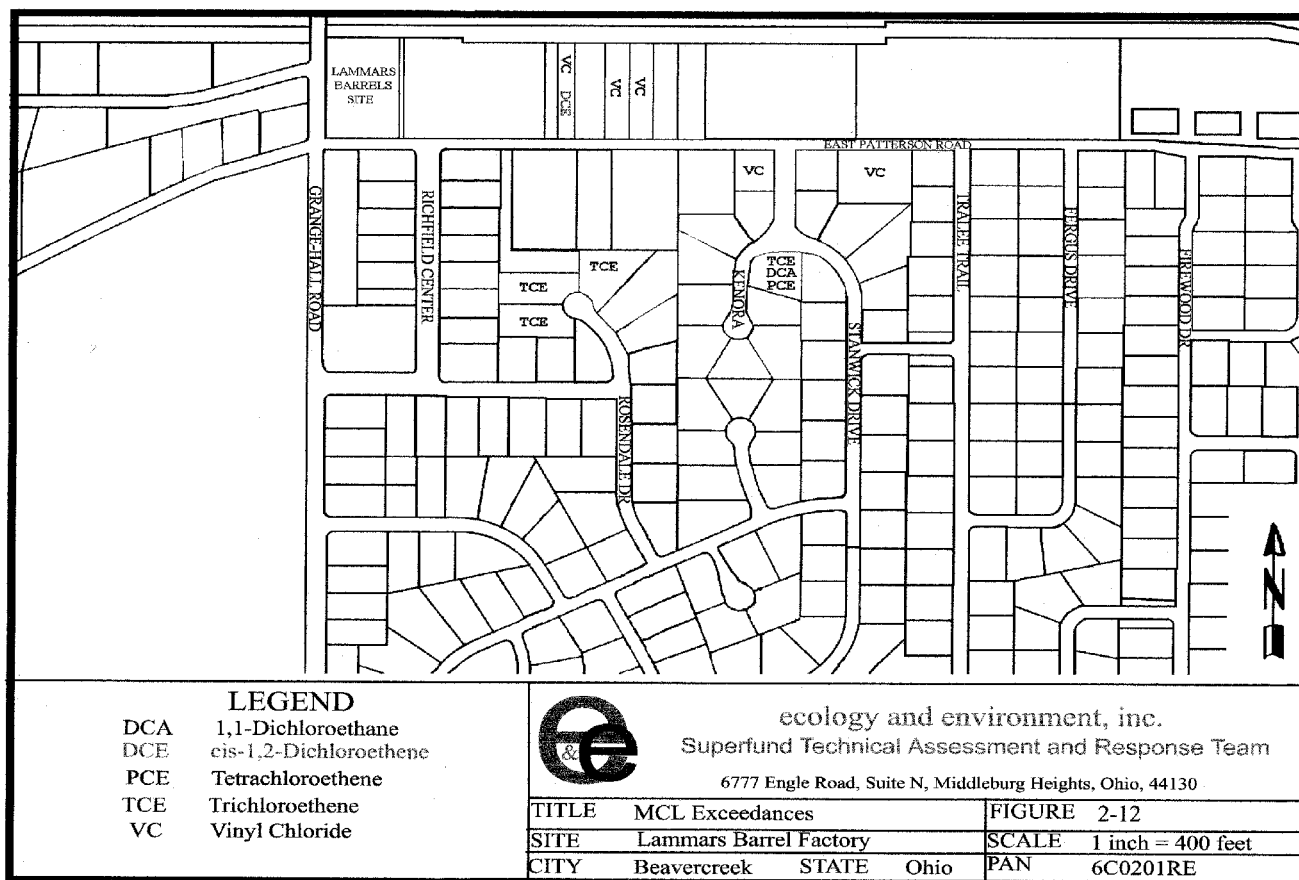 LAMMARS
BARRELS
SITE
VC DCE
VC
VC
EAST PATTERSON ROAD
VC
VC
GRANGE-HALL ROAD
RICHFIELD CENTER
TRALEE TRAIL
FERGUS DRIVE
FIREWOOD DR
TCE
TCE
TCE
KENORA
TCE
DCA
PCE
STANWICK DRIVE
ROSENDALE DR
N
LEGEND
DCA 1,1-Dichloroethane
DCE cis-1,2-Dichloroethene
PCE Tetrachloroethene
TCE Trichloroethene
VC Vinyl Chloride
e&e
ecology and environment, inc.
Superfund Technical Assessment and Response Team
6777 Engle Road, Suite N, Middleburg Heights, Ohio, 44130
TITLE MCL Exceedances FIGURE 2-12
SITE Lammars Barrel Factory SCALE 1 inch = 400 feet
CITY Beavercreek STATE Ohio PAN 6C0201RE